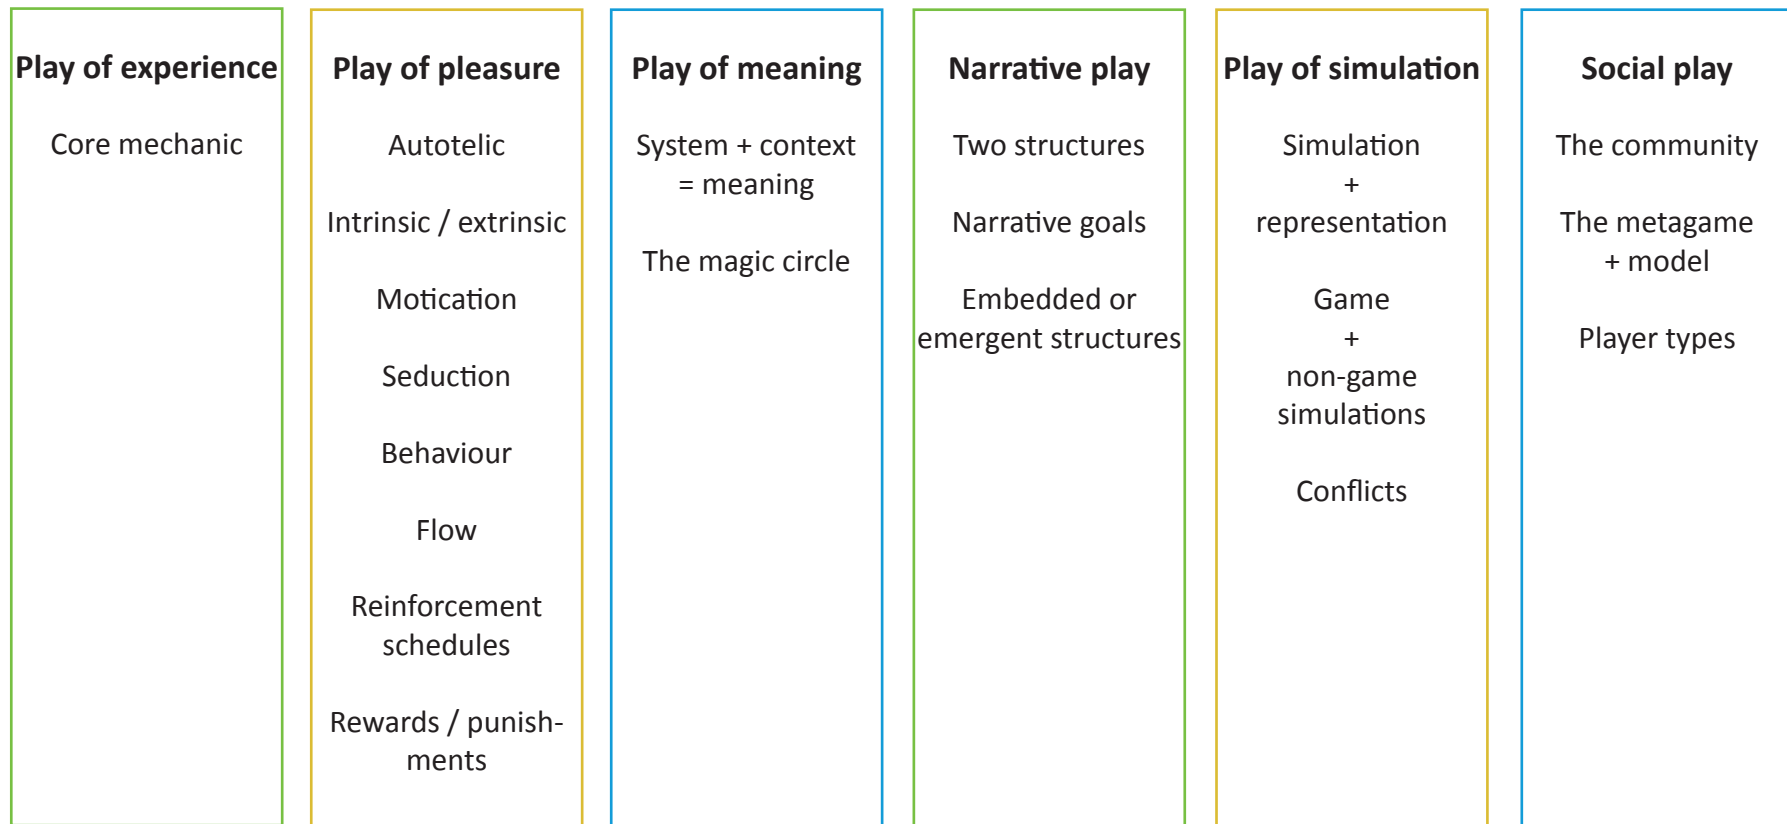 Play of experience
Core mechanic
Play of pleasure
Autotelic
Intrinsic / extrinsic
Motication
Seduction
Behaviour
Flow
Reinforcement
schedules
Rewards / punish-
ments
Play of meaning
System + context
= meaning
The magic circle
Narrative play
Two structures
Narrative goals
Embedded or
emergent structures
Play of simulation
Simulation
+
representation
Game
+
non-game
simulations
Conflicts
Social play
The community
The metagame
+ model
Player types